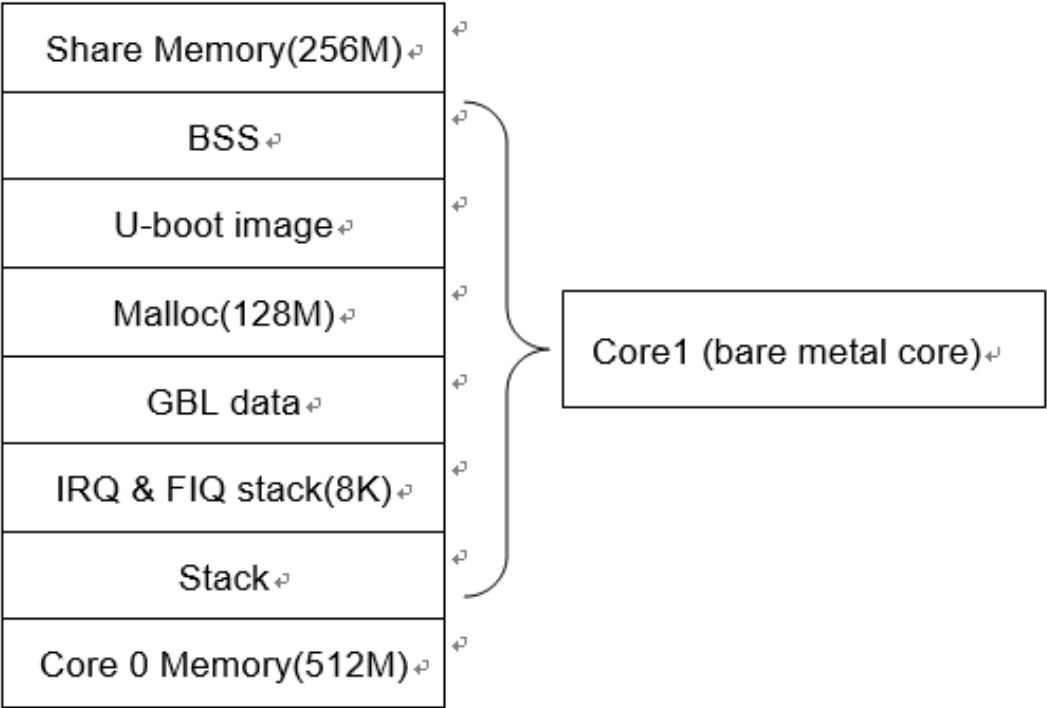 Share Memory(256M)
BSS
U-boot image
Malloc(128M)
GBL data
IRQ & FIQ stack(8K)
Stack
Core 0 Memory(512M)
Core1 (bare metal core)